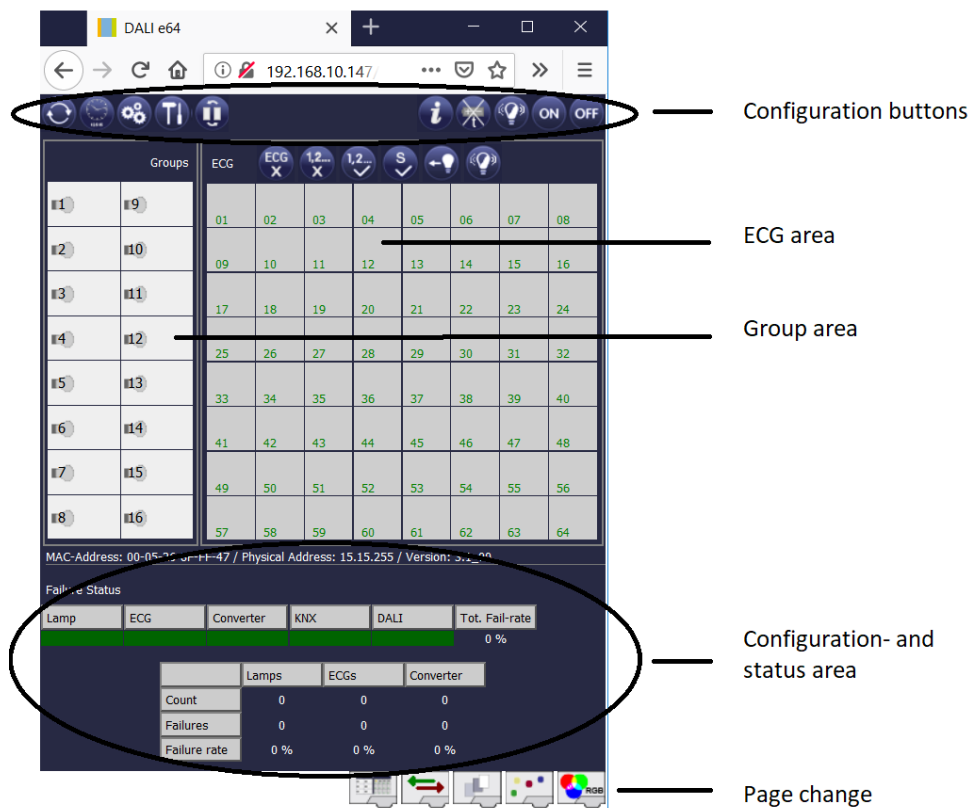 DALI e64
192.168.10.147/
Configuration buttons
i
ON OFF
Groups ECG ECG X 1,2... X 1,2... S
1 9 01 02 03 04 05 06 07 08
ECG area
2 10 09 10 11 12 13 14 15 16
3 11 17 18 19 20 21 22 23 24
Group area
4 12 25 26 27 28 29 30 31 32
5 13 33 34 35 36 37 38 39 40
6 14 41 42 43 44 45 46 47 48
7 15 49 50 51 52 53 54 55 56
8 16 57 58 59 60 61 62 63 64
MAC-Address: / Physical Address: 15.15.255 / Version:
Failure Status
Lamp ECG Converter KNX DALI Tot. Fail-rate
0 %
Configuration- and
status area
Lamps ECGs Converter
Count 0 0 0
Failures 0 0 0
Failure rate 0 % 0 % 0 %
RGB
Page change